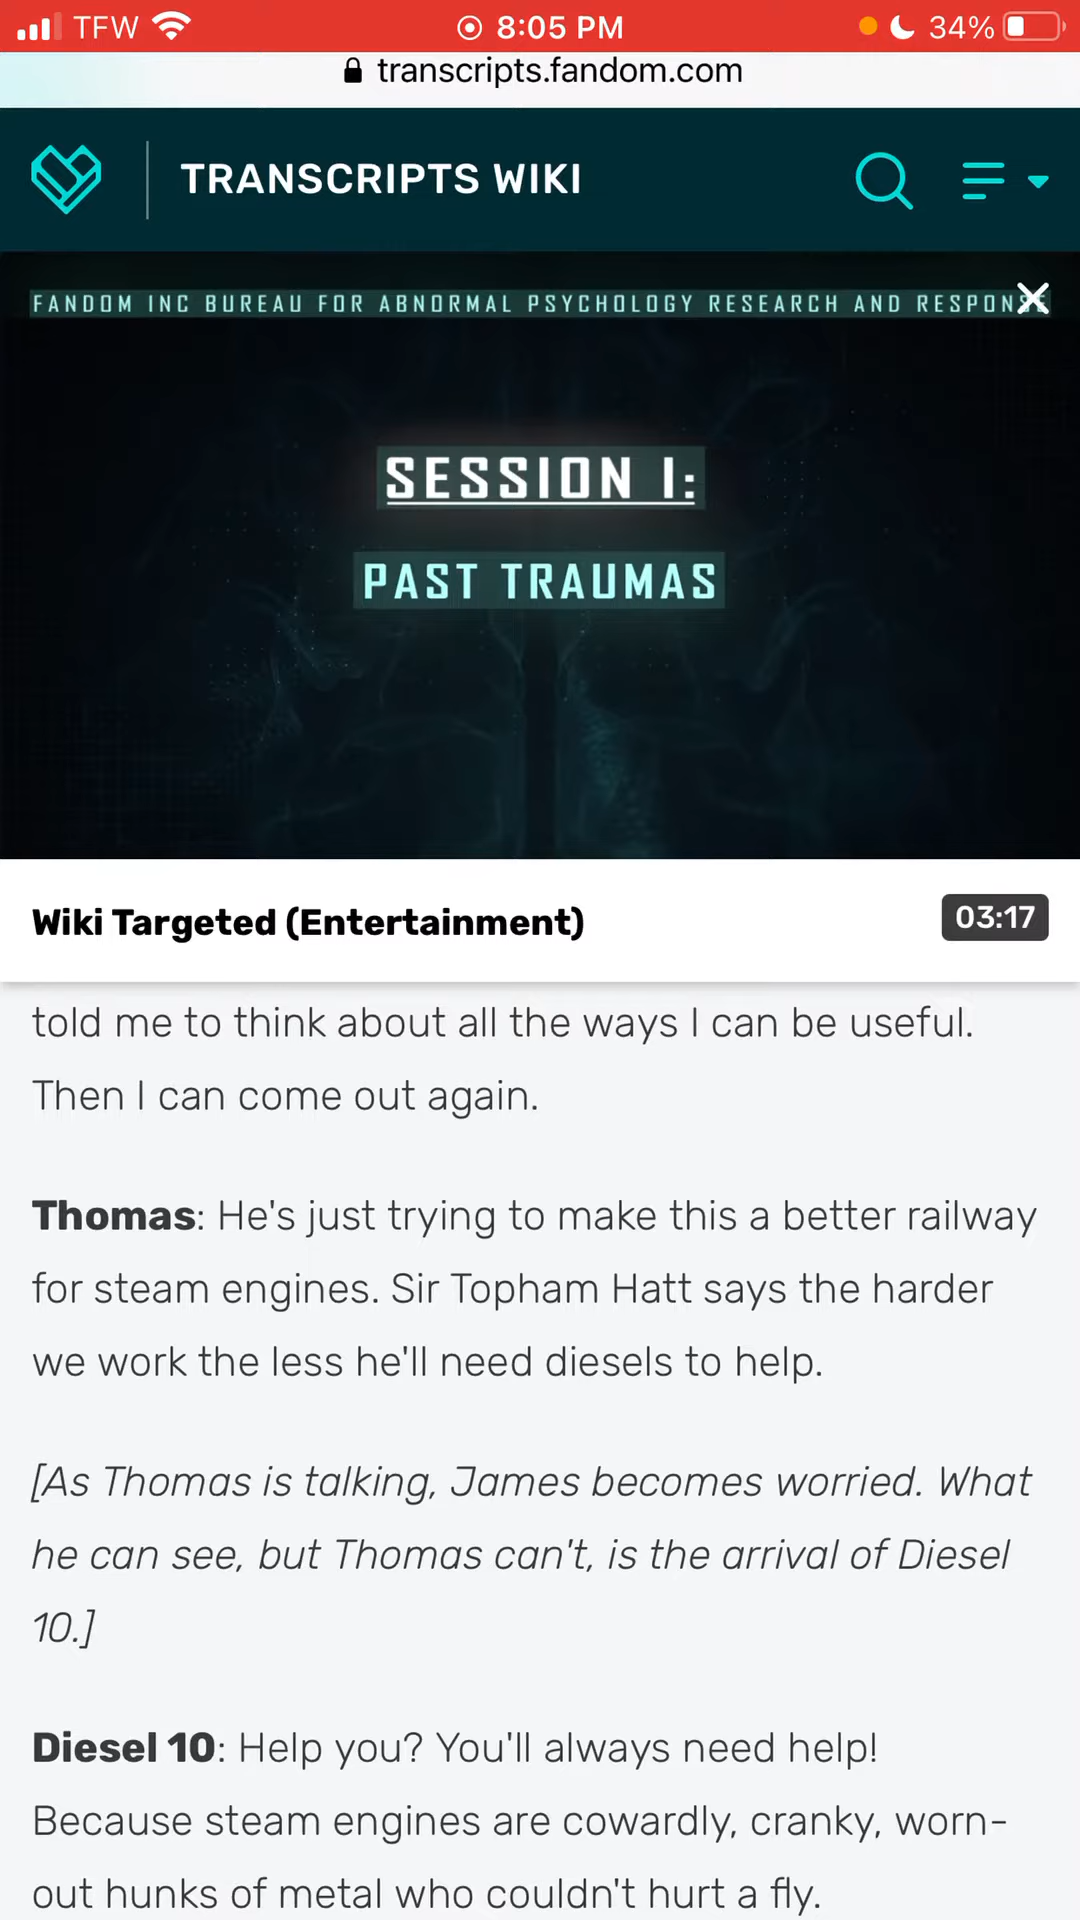 TFW 8:05 PM 34%
transcripts.fandom.com
TRANSCRIPTS WIKI
FANDOM INC BUREAU FOR ABNORMAL PSYCHOLOGY RESEARCH AND RESPONSE
SESSION I:
PAST TRAUMAS
Wiki Targeted (Entertainment) 03:17
told me to think about all the ways I can be useful.
Then I can come out again.
Thomas: He's just trying to make this a better railway
for steam engines. Sir Topham Hatt says the harder
we work the less he'll need diesels to help.
[As Thomas is talking, James becomes worried. What
he can see, but Thomas can't, is the arrival of Diesel
10.]
Diesel 10: Help you? You'll always need help!
Because steam engines are cowardly, cranky, worn-
out hunks of metal who couldn't hurt a fly.